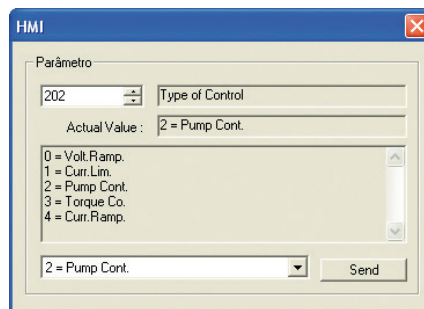 HMI
Parâmetro
202 Type of Control
Actual Value : 2 = Pump Cont.
0 = Volt.Ramp.
1 = Curr.Lim.
2 = Pump Cont.
3 = Torque Co.
4 = Curr.Ramp.
2 = Pump Cont. Send